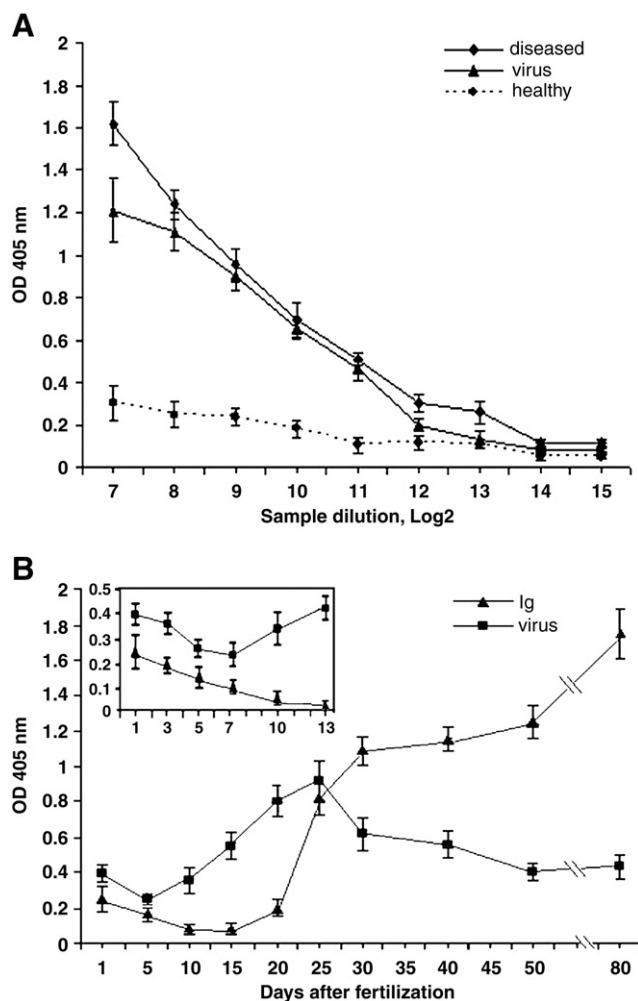 A
2
1.8
1.6
1.4
1.2
1
0.8
0.6
0.4
0.2
0
OD 405 nm
diseased
virus
healthy
7 8 9 10 11 12 13 14 15
Sample dilution, Log2
B
2
1.8
1.6
1.4
1.2
1
0.8
0.6
0.4
0.2
0
OD 405 nm
0.5
0.4
0.3
0.2
0.1
0
1 3 5 7 10 13
Ig
virus
1 5 10 15 20 25 30 35 40 45 50 80
Days after fertilization